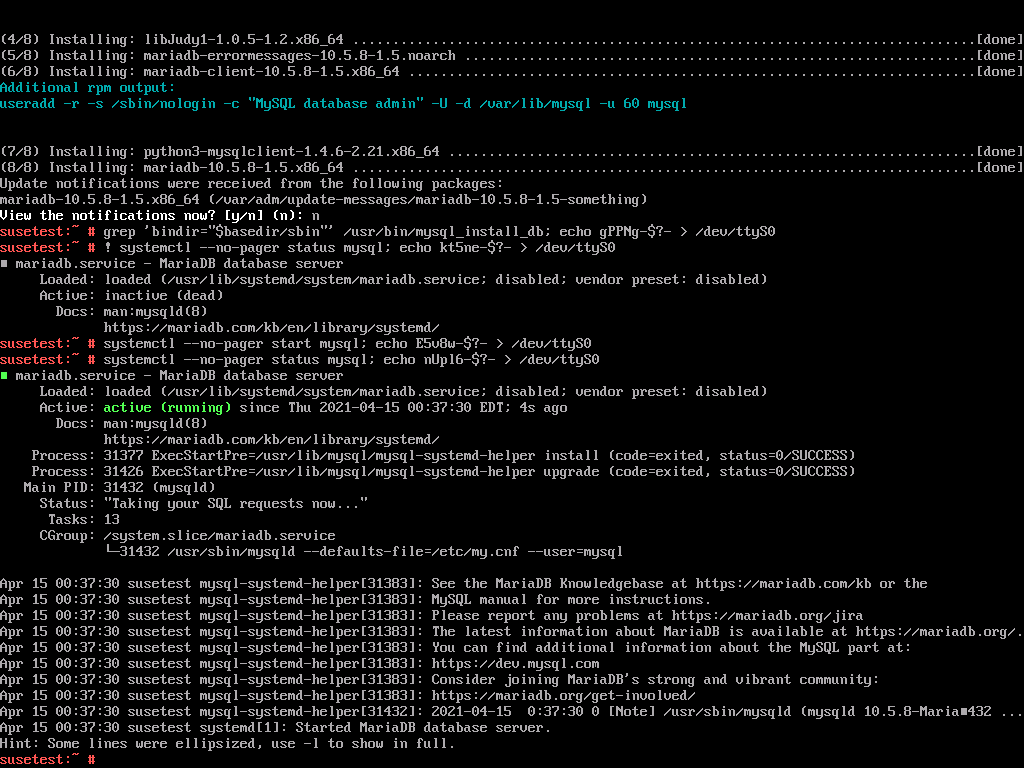 (4/8) Installing: libJudy1-1.0.5-1.2.x86_64 ..............................................................................[done]
(5/8) Installing: mariadb-errormessages-10.5.8-1.5.noarch ................................................................[done]
(6/8) Installing: mariadb-client-10.5.8-1.5.x86_64 .......................................................................[done]
Additional rpm output:
useradd -r -s /sbin/nologin -c "MySQL database admin" -U -d /var/lib/mysql -u 60 mysql
(7/8) Installing: python3-mysqlclient-1.4.6-2.21.x86_64 ..................................................................[done]
(8/8) Installing: mariadb-10.5.8-1.5.x86_64 ..............................................................................[done]
Update notifications were received from the following packages:
mariadb-10.5.8-1.5.x86_64 (/var/adm/update-messages/mariadb-10.5.8-1.5-something)
View the notifications now? [y/n] (n): n
susetest:~ # grep 'bindir="$basedir/sbin"' /usr/bin/mysql_install_db; echo gPPNg-$?- > /dev/ttyS0
susetest:~ # ! systemctl --no-pager status mysql; echo kt5ne-$?- > /dev/ttyS0
■ mariadb.service - MariaDB database server
     Loaded: loaded (/usr/lib/systemd/system/mariadb.service; disabled; vendor preset: disabled)
     Active: inactive (dead)
       Docs: man:mysqld(8)
             https://mariadb.com/kb/en/library/systemd/
susetest:~ # systemctl --no-pager start mysql; echo E5v8w-$?- > /dev/ttyS0
susetest:~ # systemctl --no-pager status mysql; echo nUpl6-$?- > /dev/ttyS0
■ mariadb.service - MariaDB database server
     Loaded: loaded (/usr/lib/systemd/system/mariadb.service; disabled; vendor preset: disabled)
     Active: active (running) since Thu 2021-04-15 00:37:30 EDT; 4s ago
       Docs: man:mysqld(8)
             https://mariadb.com/kb/en/library/systemd/
    Process: 31377 ExecStartPre=/usr/lib/mysql/mysql-systemd-helper install (code=exited, status=0/SUCCESS)
    Process: 31426 ExecStartPre=/usr/lib/mysql/mysql-systemd-helper upgrade (code=exited, status=0/SUCCESS)
   Main PID: 31432 (mysqld)
     Status: "Taking your SQL requests now..."
      Tasks: 13
     CGroup: /system.slice/mariadb.service
             └─31432 /usr/sbin/mysqld --defaults-file=/etc/my.cnf --user=mysql
Apr 15 00:37:30 susetest mysql-systemd-helper[31383]: See the MariaDB Knowledgebase at https://mariadb.com/kb or the
Apr 15 00:37:30 susetest mysql-systemd-helper[31383]: MySQL manual for more instructions.
Apr 15 00:37:30 susetest mysql-systemd-helper[31383]: Please report any problems at https://mariadb.org/jira
Apr 15 00:37:30 susetest mysql-systemd-helper[31383]: The latest information about MariaDB is available at https://mariadb.org/.
Apr 15 00:37:30 susetest mysql-systemd-helper[31383]: You can find additional information about the MySQL part at:
Apr 15 00:37:30 susetest mysql-systemd-helper[31383]: https://dev.mysql.com
Apr 15 00:37:30 susetest mysql-systemd-helper[31383]: Consider joining MariaDB's strong and vibrant community:
Apr 15 00:37:30 susetest mysql-systemd-helper[31383]: https://mariadb.org/get-involved/
Apr 15 00:37:30 susetest mysql-systemd-helper[31432]: 2021-04-15  0:37:30 0 [Note] /usr/sbin/mysqld (mysqld 10.5.8-Maria■432 ...
Apr 15 00:37:30 susetest systemd[1]: Started MariaDB database server.
Hint: Some lines were ellipsized, use -l to show in full.
susetest:~ #